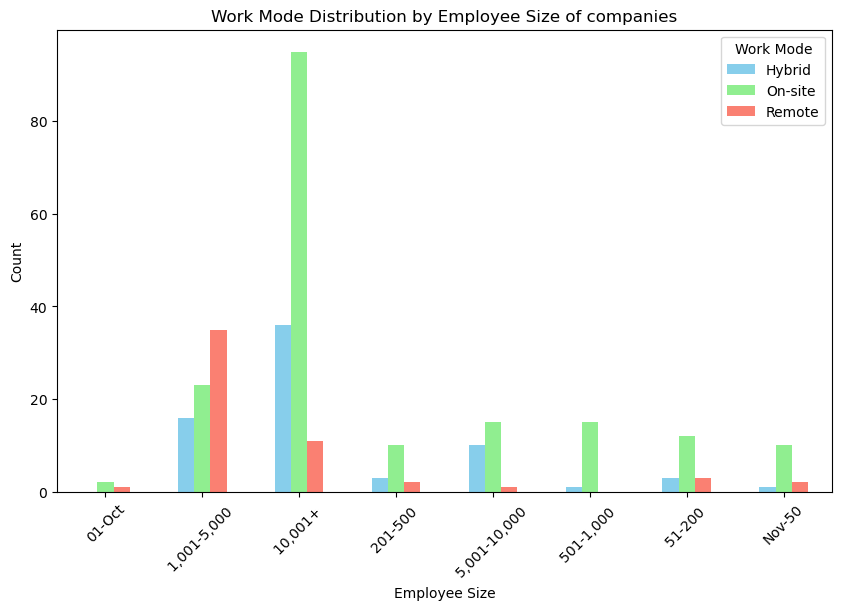 Work Mode Distribution by Employee Size of companies
Work Mode
Hybrid
On-site
Remote
Count
80
60
40
20
0
01-Oct
1,001-5,000
10,001+
201-500
5,001-10,000
501-1,000
51-200
Nov-50
Employee Size